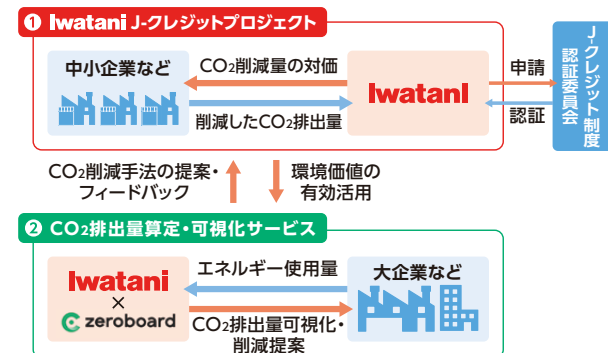 ❶ Iwatani J-クレジットプロジェクト
中小企業など
CO2削減量の対価
Iwatani
削減したCO2排出量
申請
認証
J-クレジット制度
認証委員会
CO2削減手法の提案・
フィードバック
環境価値の
有効活用
❷ CO2排出量算定・可視化サービス
Iwatani
×
zeroboard
エネルギー使用量
CO2排出量可視化・
削減提案
大企業など